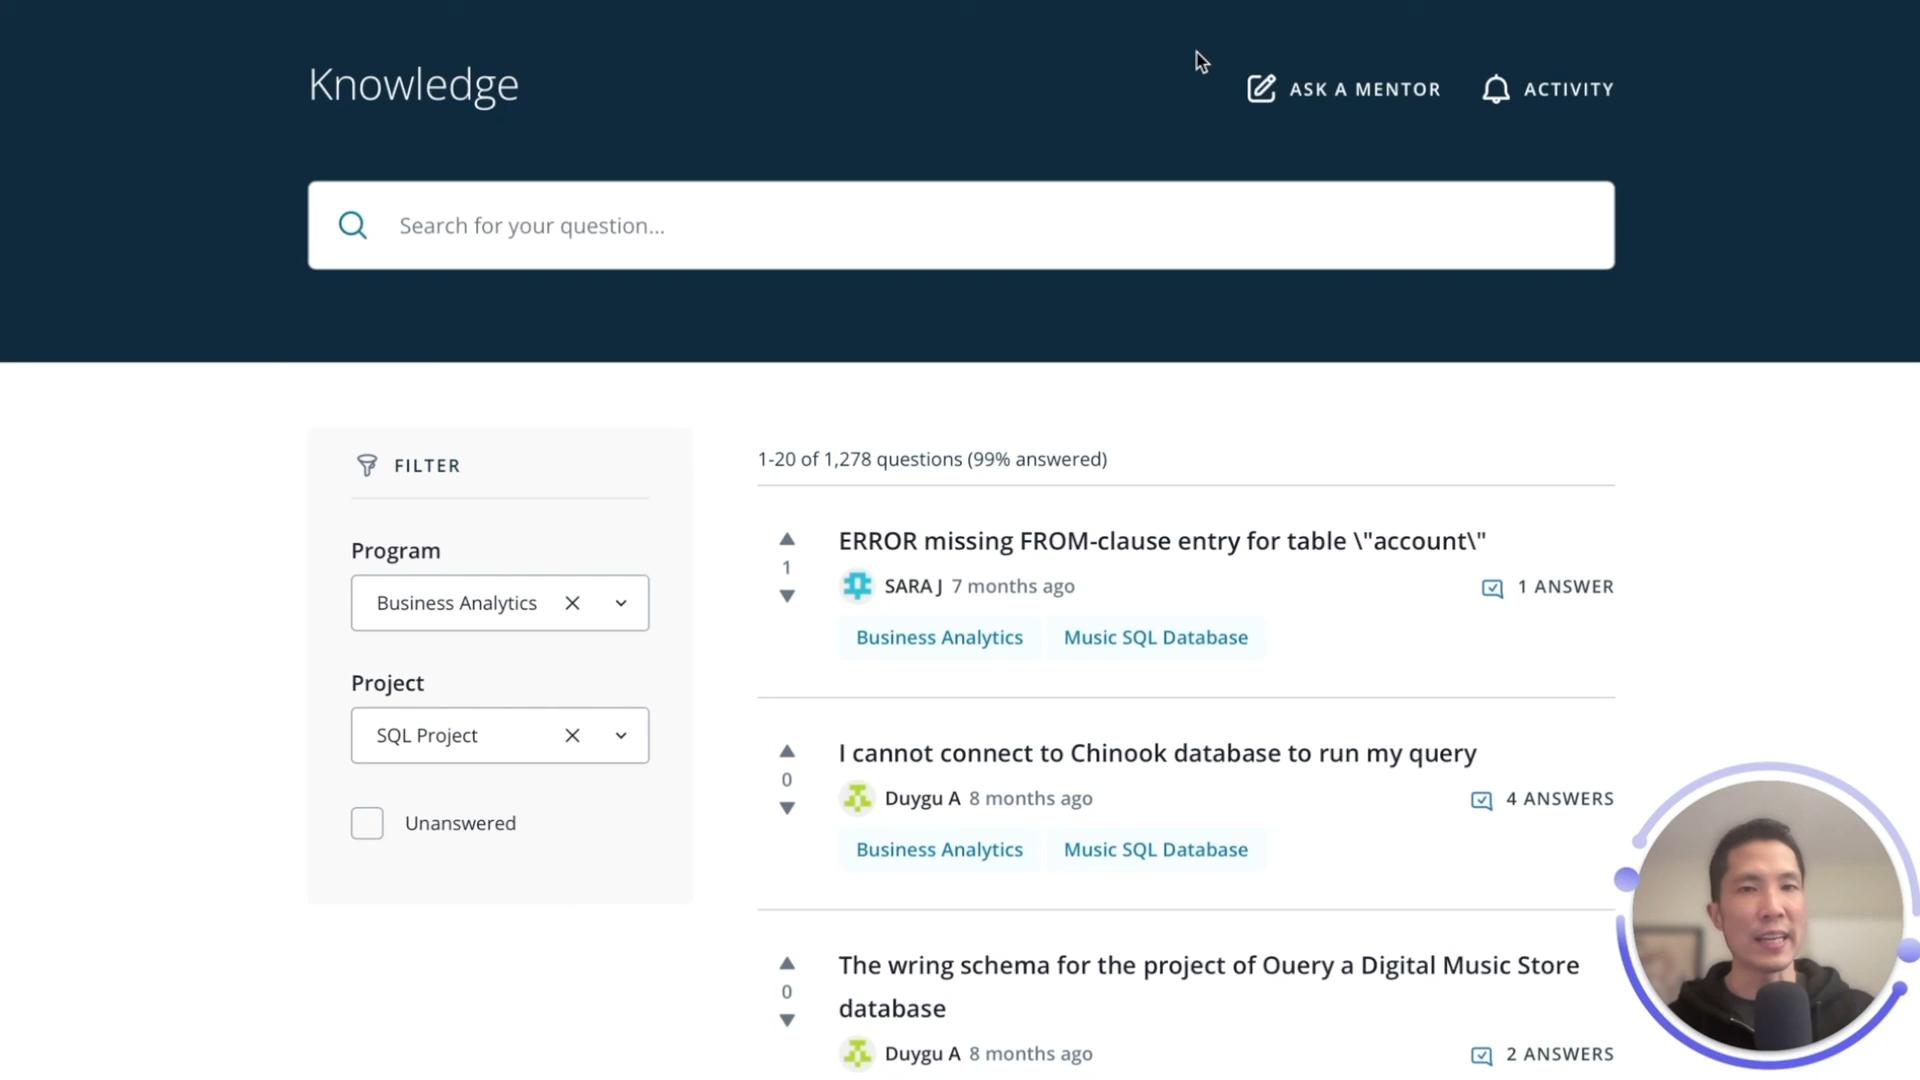 Knowledge
ASK A MENTOR
ACTIVITY
Search for your question...
FILTER
Program
Business Analytics
Project
SQL Project
Unanswered
1-20 of 1,278 questions (99% answered)
ERROR missing FROM-clause entry for table \"account\"
1
SARA J 7 months ago
1 ANSWER
Business Analytics
Music SQL Database
I cannot connect to Chinook database to run my query
0
Duygu A 8 months ago
4 ANSWERS
Business Analytics
Music SQL Database
The wring schema for the project of Ouery a Digital Music Store
database
0
Duygu A 8 months ago
2 ANSWERS